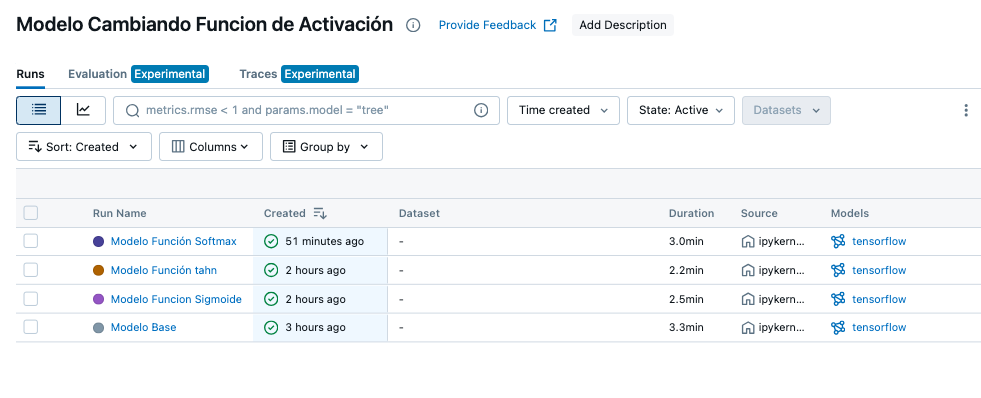 Modelo Cambiando Funcion de Activación Provide Feedback Add Description
Runs Evaluation Experimental Traces Experimental
metrics.rmse < 1 and params.model = "tree" Time created State: Active Datasets
Sort: Created Columns Group by
Run Name Created Dataset Duration Source Models
Modelo Función Softmax 51 minutes ago - 3.0min ipykern... tensorflow
Modelo Función tahn 2 hours ago - 2.2min ipykern... tensorflow
Modelo Funcion Sigmoide 2 hours ago - 2.5min ipykern... tensorflow
Modelo Base 3 hours ago - 3.3min ipykern... tensorflow